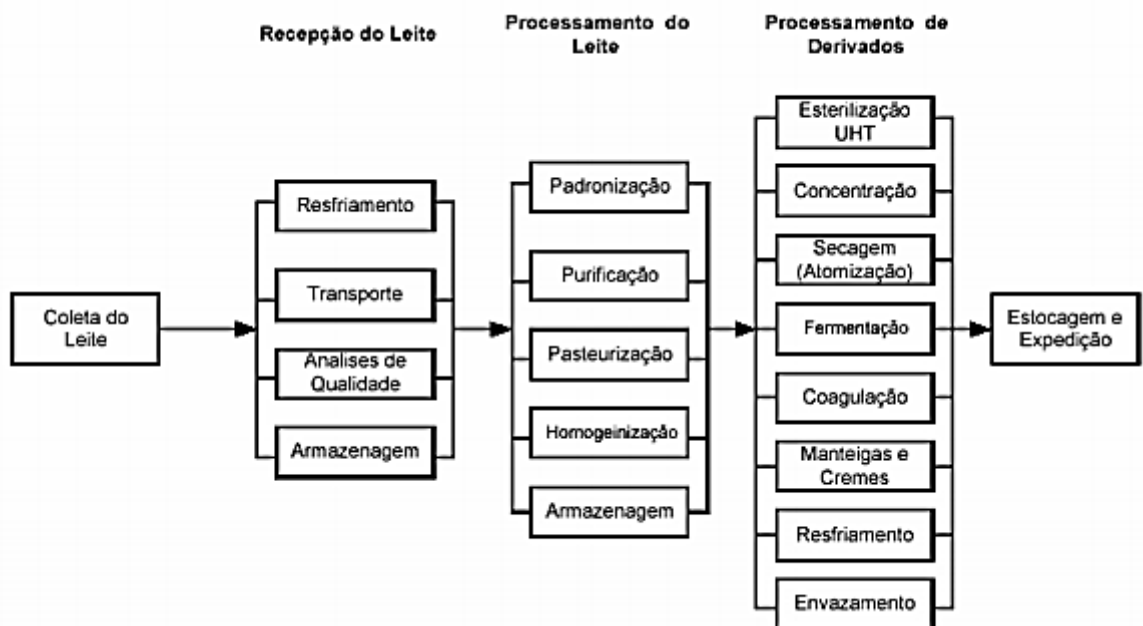 Recepção do Leite
Processamento do
Leite
Processamento de
Derivados
Coleta do
Leite
Resfriamento
Transporte
Analises de
Qualidade
Armazenagem
Padronização
Purificação
Pasteurização
Homogeinização
Armazenagem
Esterilização
UHT
Concentração
Secagem
(Atomização)
Fermentação
Coagulação
Manteigas e
Cremes
Resfriamento
Envazamento
Estocagem e
Expedição